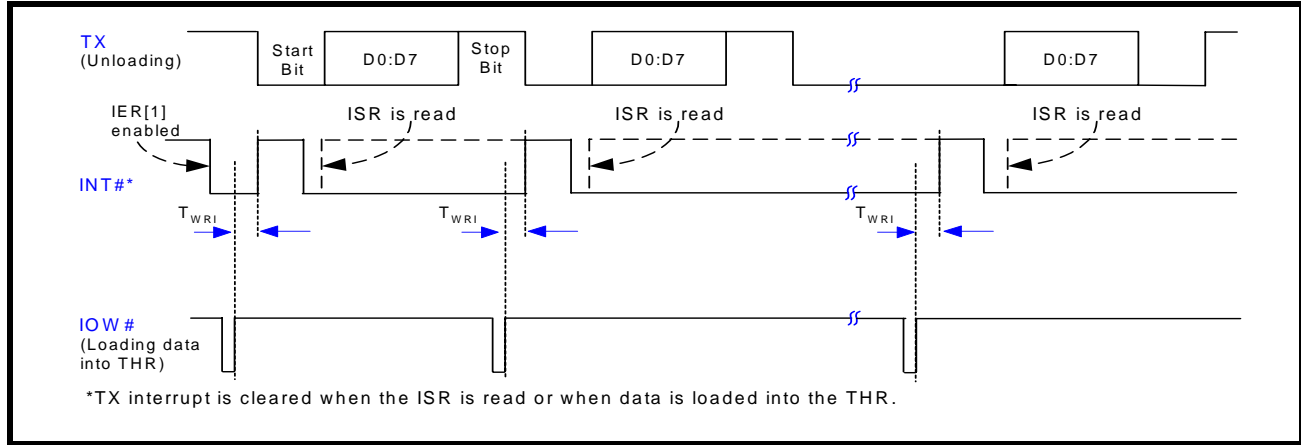 TX
(Unloading)
Start
Bit
D0:D7
Stop
Bit
D0:D7
D0:D7
IER[1]
enabled
ISR is read
ISR is read
ISR is read
INT#*
TWRI
TWRI
TWRI
IOW#
(Loading data
into THR)
*TX interrupt is cleared when the ISR is read or when data is loaded into the THR.